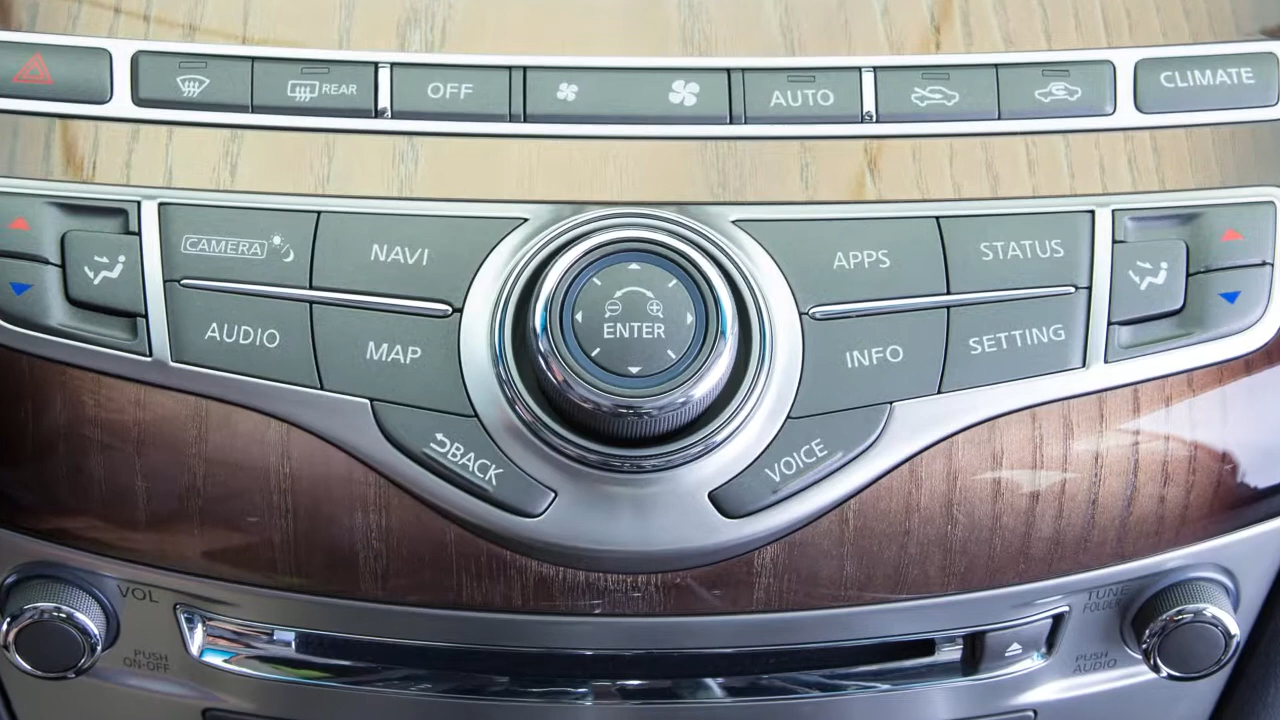 REAR
OFF
AUTO
CLIMATE
CAMERA
NAVI
APPS
STATUS
AUDIO
MAP
ENTER
INFO
SETTING
BACK
VOICE
VOL
PUSH
ON·OFF
TUNE
FOLDER
PUSH
AUDIO